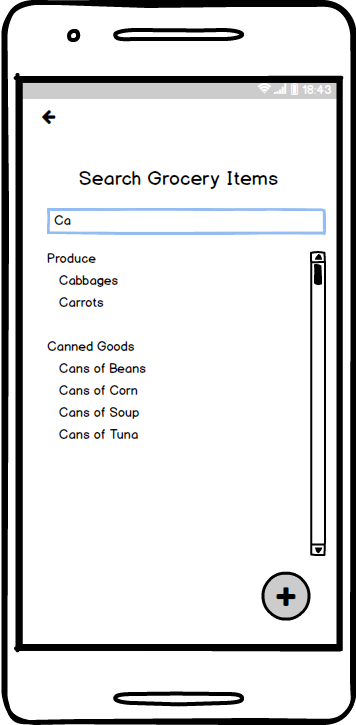 18:43
Search Grocery Items
Ca
Produce
Cabbages
Carrots
Canned Goods
Cans of Beans
Cans of Corn
Cans of Soup
Cans of Tuna